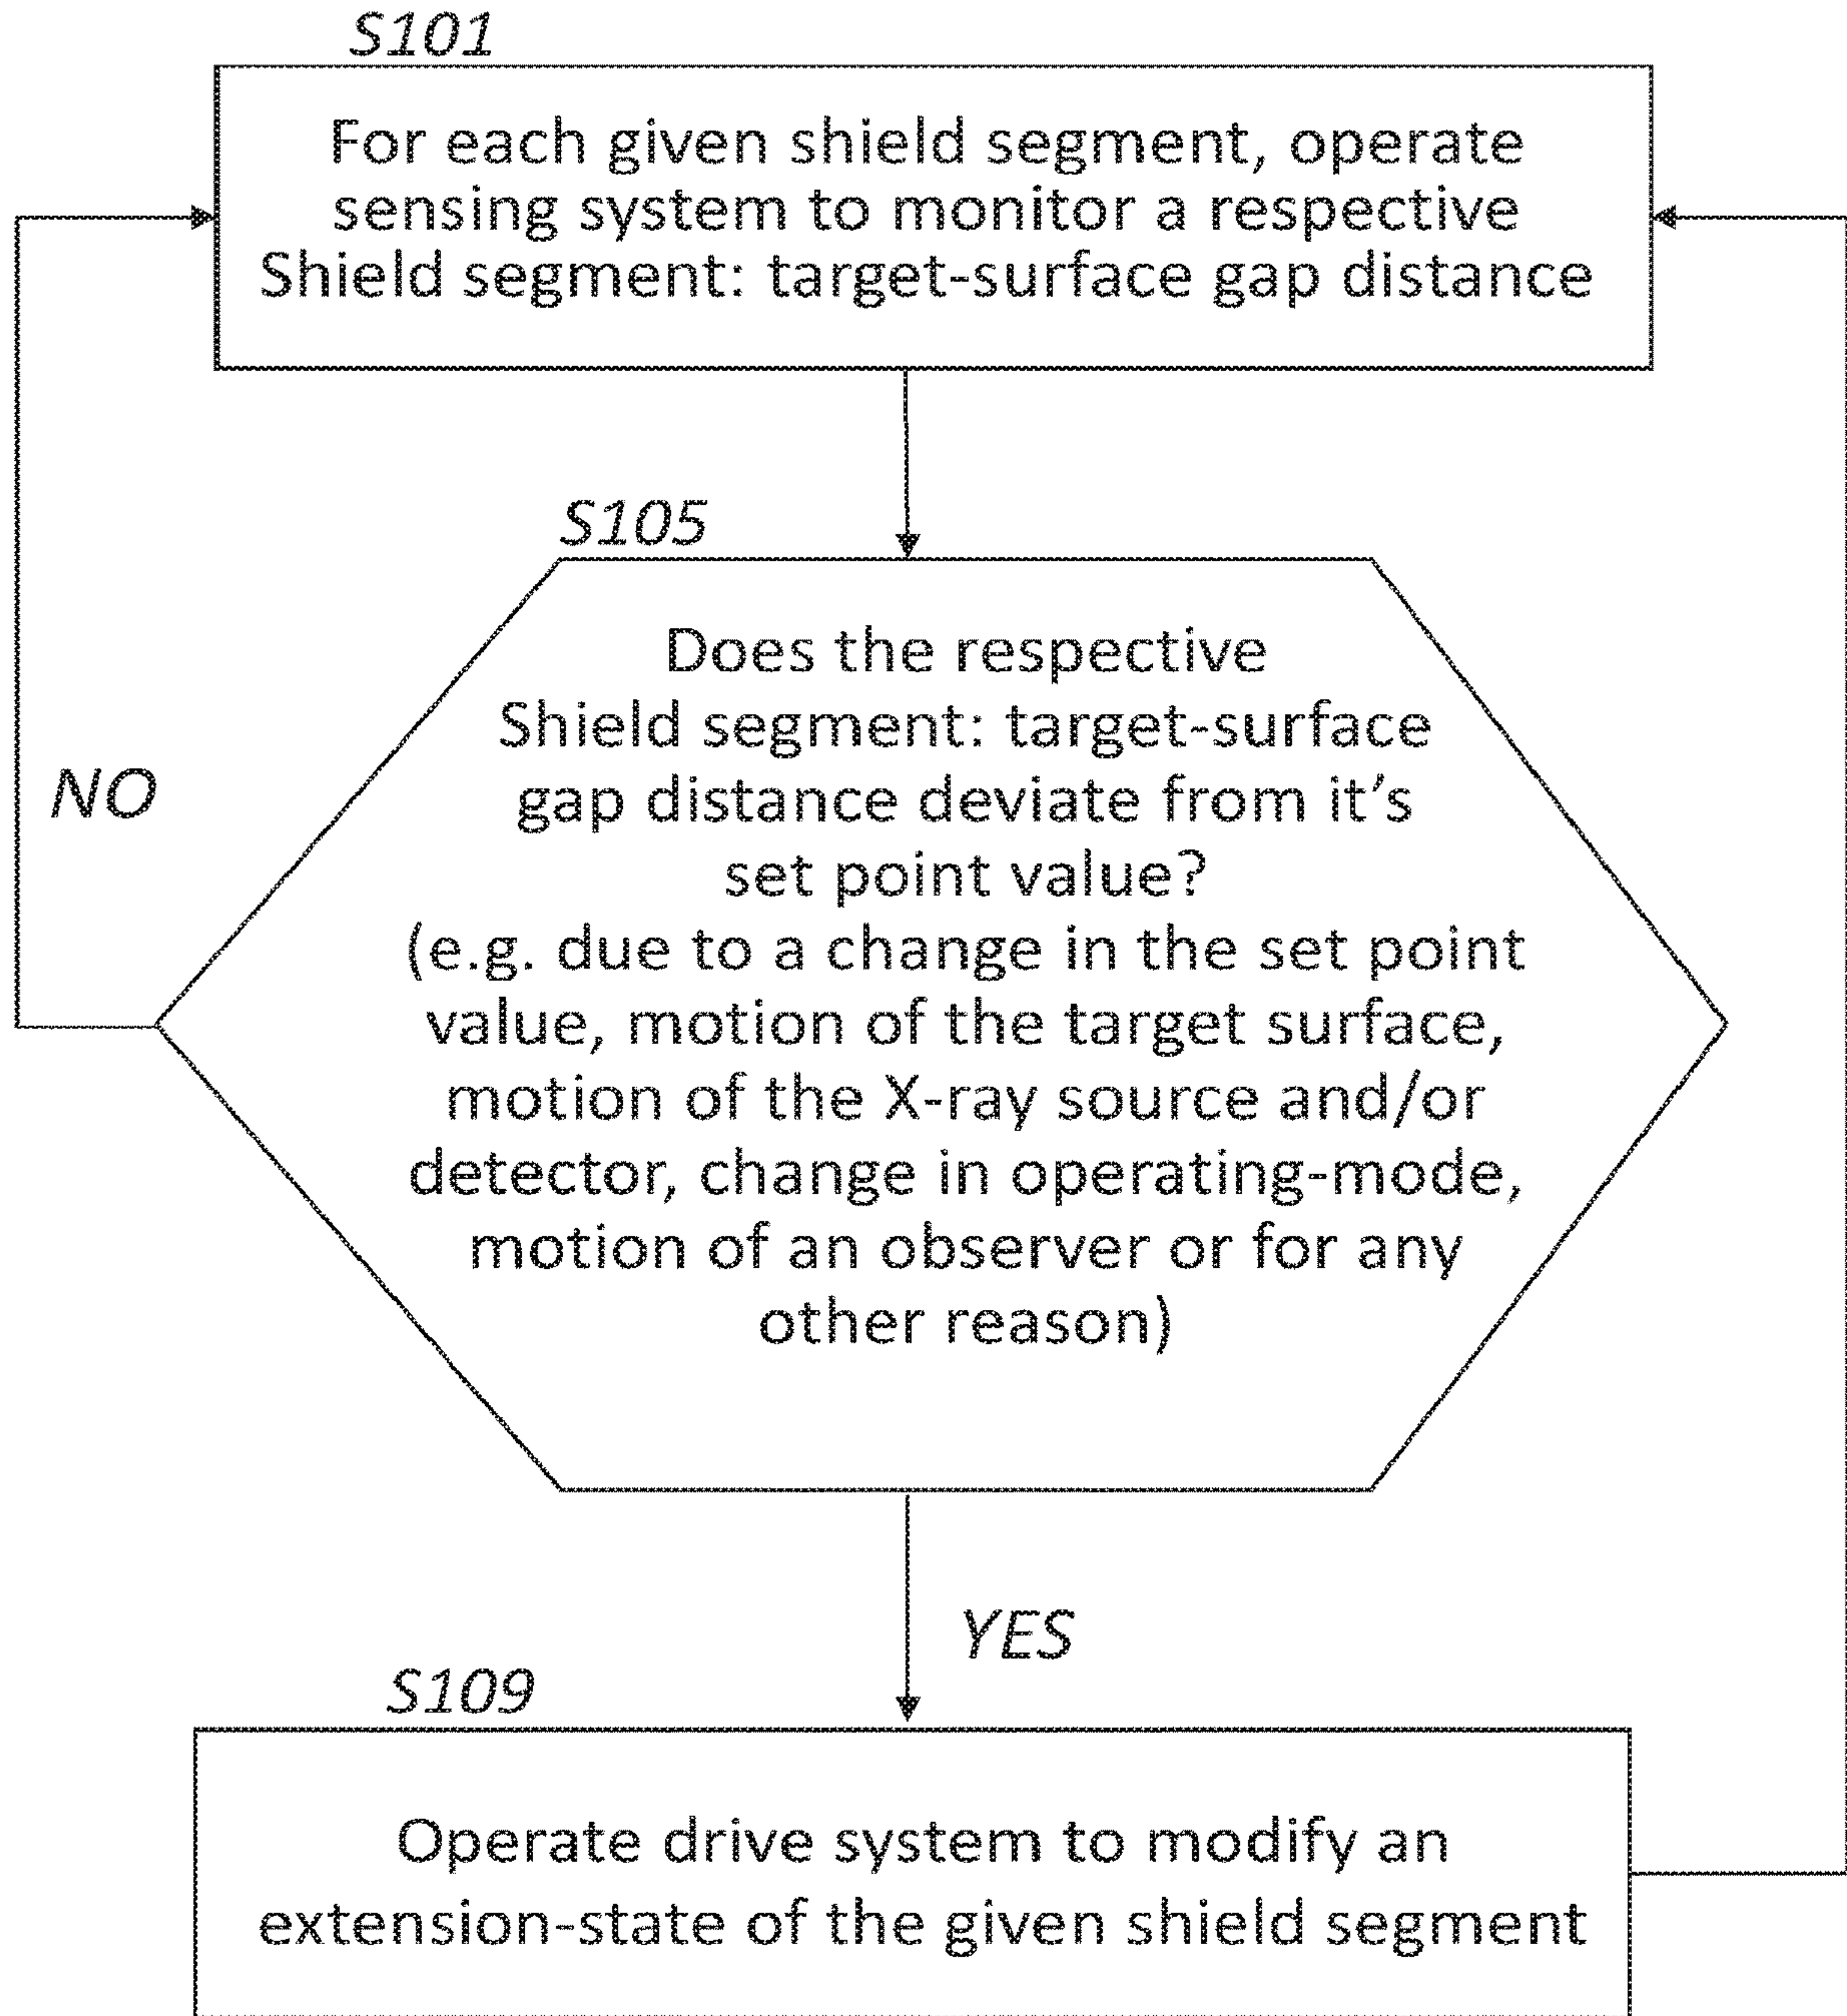 S101
For each given shield segment, operate
sensing system to monitor a respective
Shield segment: target-surface gap distance
S105
Does the respective
Shield segment: target-surface
gap distance deviate from it’s
set point value?
(e.g. due to a change in the set point
value, motion of the target surface,
motion of the X-ray source and/or
detector, change in operating-mode,
motion of an observer or for any
other reason)
NO
YES
S109
Operate drive system to modify an
extension-state of the given shield segment